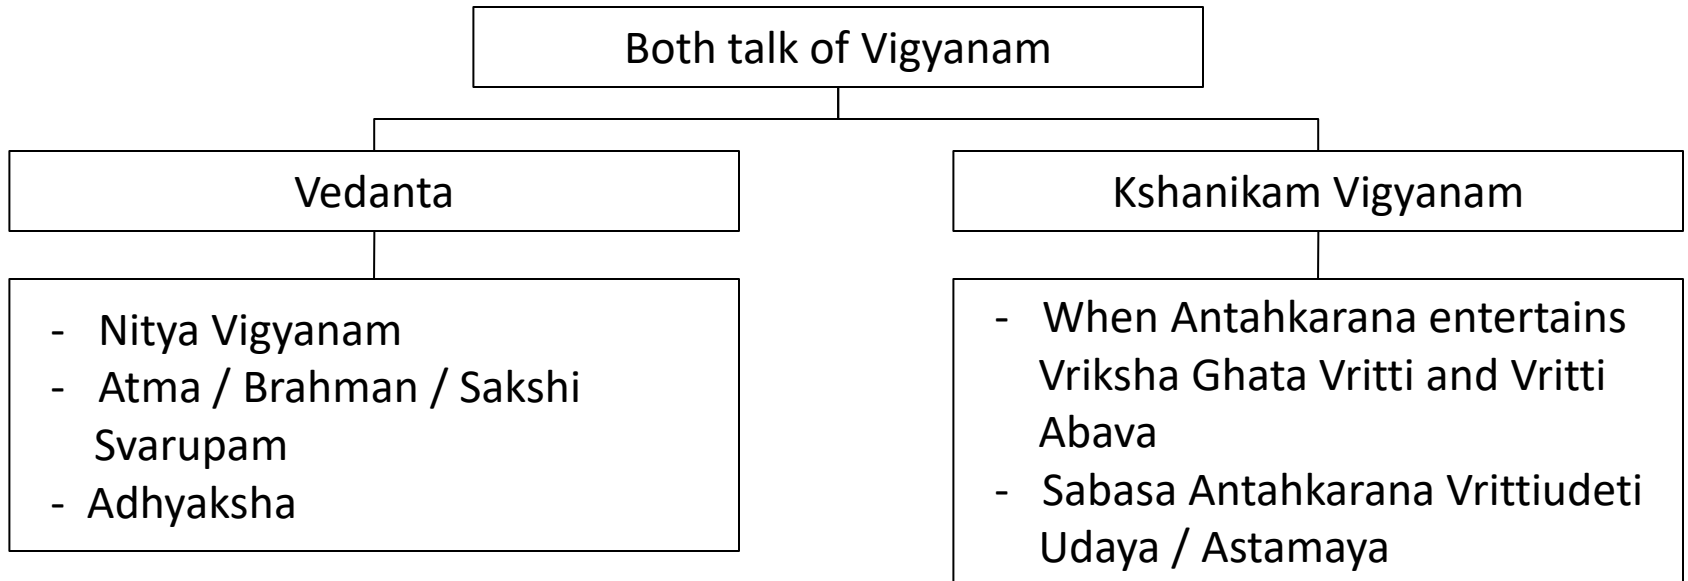 Both talk of Vigyanam
Vedanta
Kshanikam Vigyanam
- Nitya Vigyanam
- Atma / Brahman / Sakshi
Svarupam
- Adhyaksha
- When Antahkarana entertains
Vriksha Ghata Vritti and Vritti
Abava
- Sabasa Antahkarana Vrittiudeti
Udaya / Astamaya